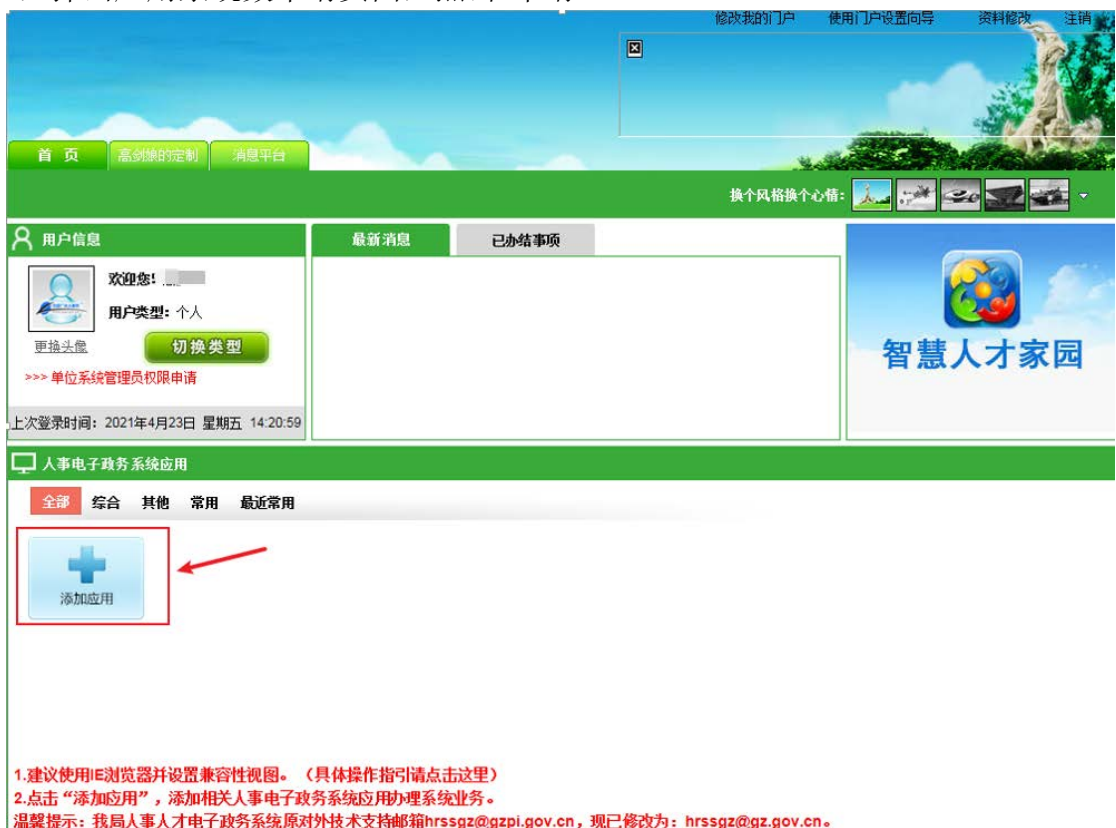 修改我的门户 使用门户设置向导 资料修改 注销
首 页 高剑娘的定制 消息平台
换个风格换个心情:
用户信息 最新消息 已办结事项
欢迎您!
用户类型: 个人
更换头像 切换类型
>>> 单位系统管理员权限申请
智慧人才家园
上次登录时间: 2021年4月23日 星期五 14:20:59
人事电子政务系统应用
全部 综合 其他 常用 最近常用
添加应用
1.建议使用IE浏览器并设置兼容性视图。(具体操作指引请点击这里)
2.点击“添加应用”,添加相关人事电子政务系统应用办理系统业务。
温馨提示:我局人事人才电子政务系统原对外技术支持邮箱hrssgz@gzpi.gov.cn,现已修改为:hrssgz@gz.gov.cn。